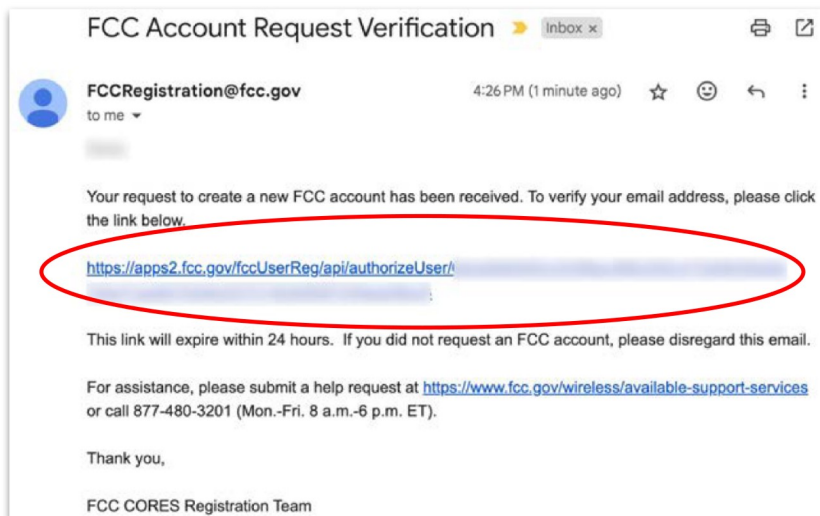 FCC Account Request Verification
Inbox x
FCCRegistration@fcc.gov
4:26 PM (1 minute ago)
to me
Your request to create a new FCC account has been received. To verify your email address, please click
the link below.
https://apps2.fcc.gov/fccUserReg/api/authorizeUser/
This link will expire within 24 hours.  If you did not request an FCC account, please disregard this email.
For assistance, please submit a help request at https://www.fcc.gov/wireless/available-support-services
or call 877-480-3201 (Mon.-Fri. 8 a.m.-6 p.m. ET).
Thank you,
FCC CORES Registration Team